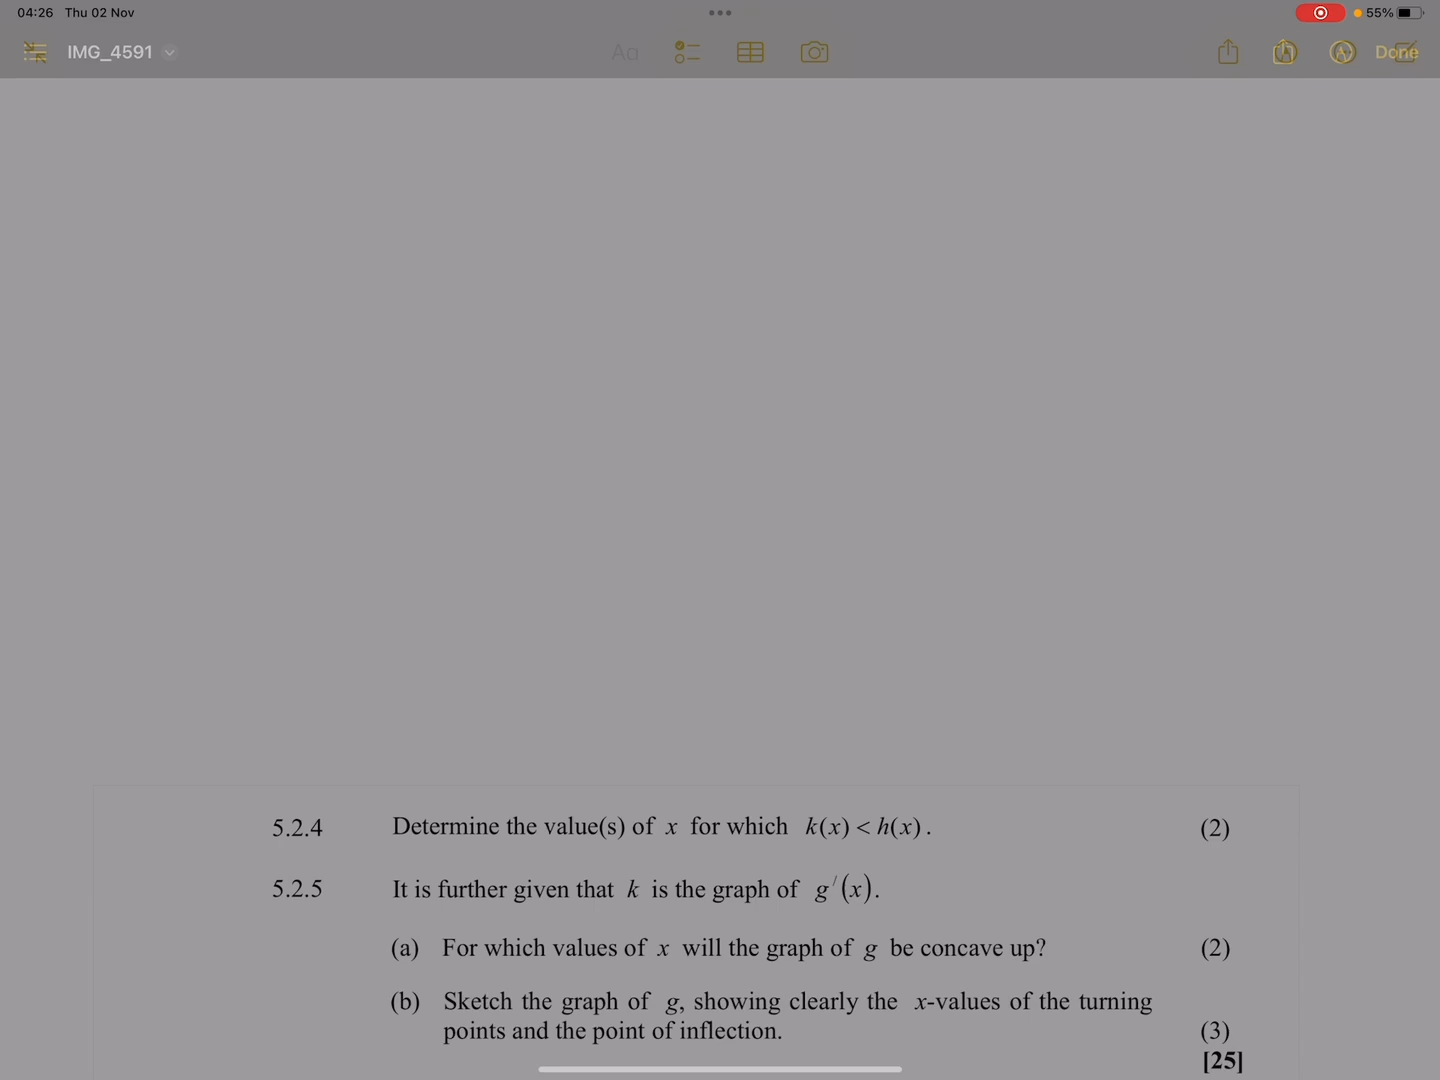 04:26 Thu 02 Nov
55%
IMG_4591
Aa
Done
5.2.4 Determine the value(s) of x for which k(x) < h(x). (2)
5.2.5 It is further given that k is the graph of g′(x).
(a) For which values of x will the graph of g be concave up? (2)
(b) Sketch the graph of g, showing clearly the x-values of the turning
points and the point of inflection. (3)
[25]